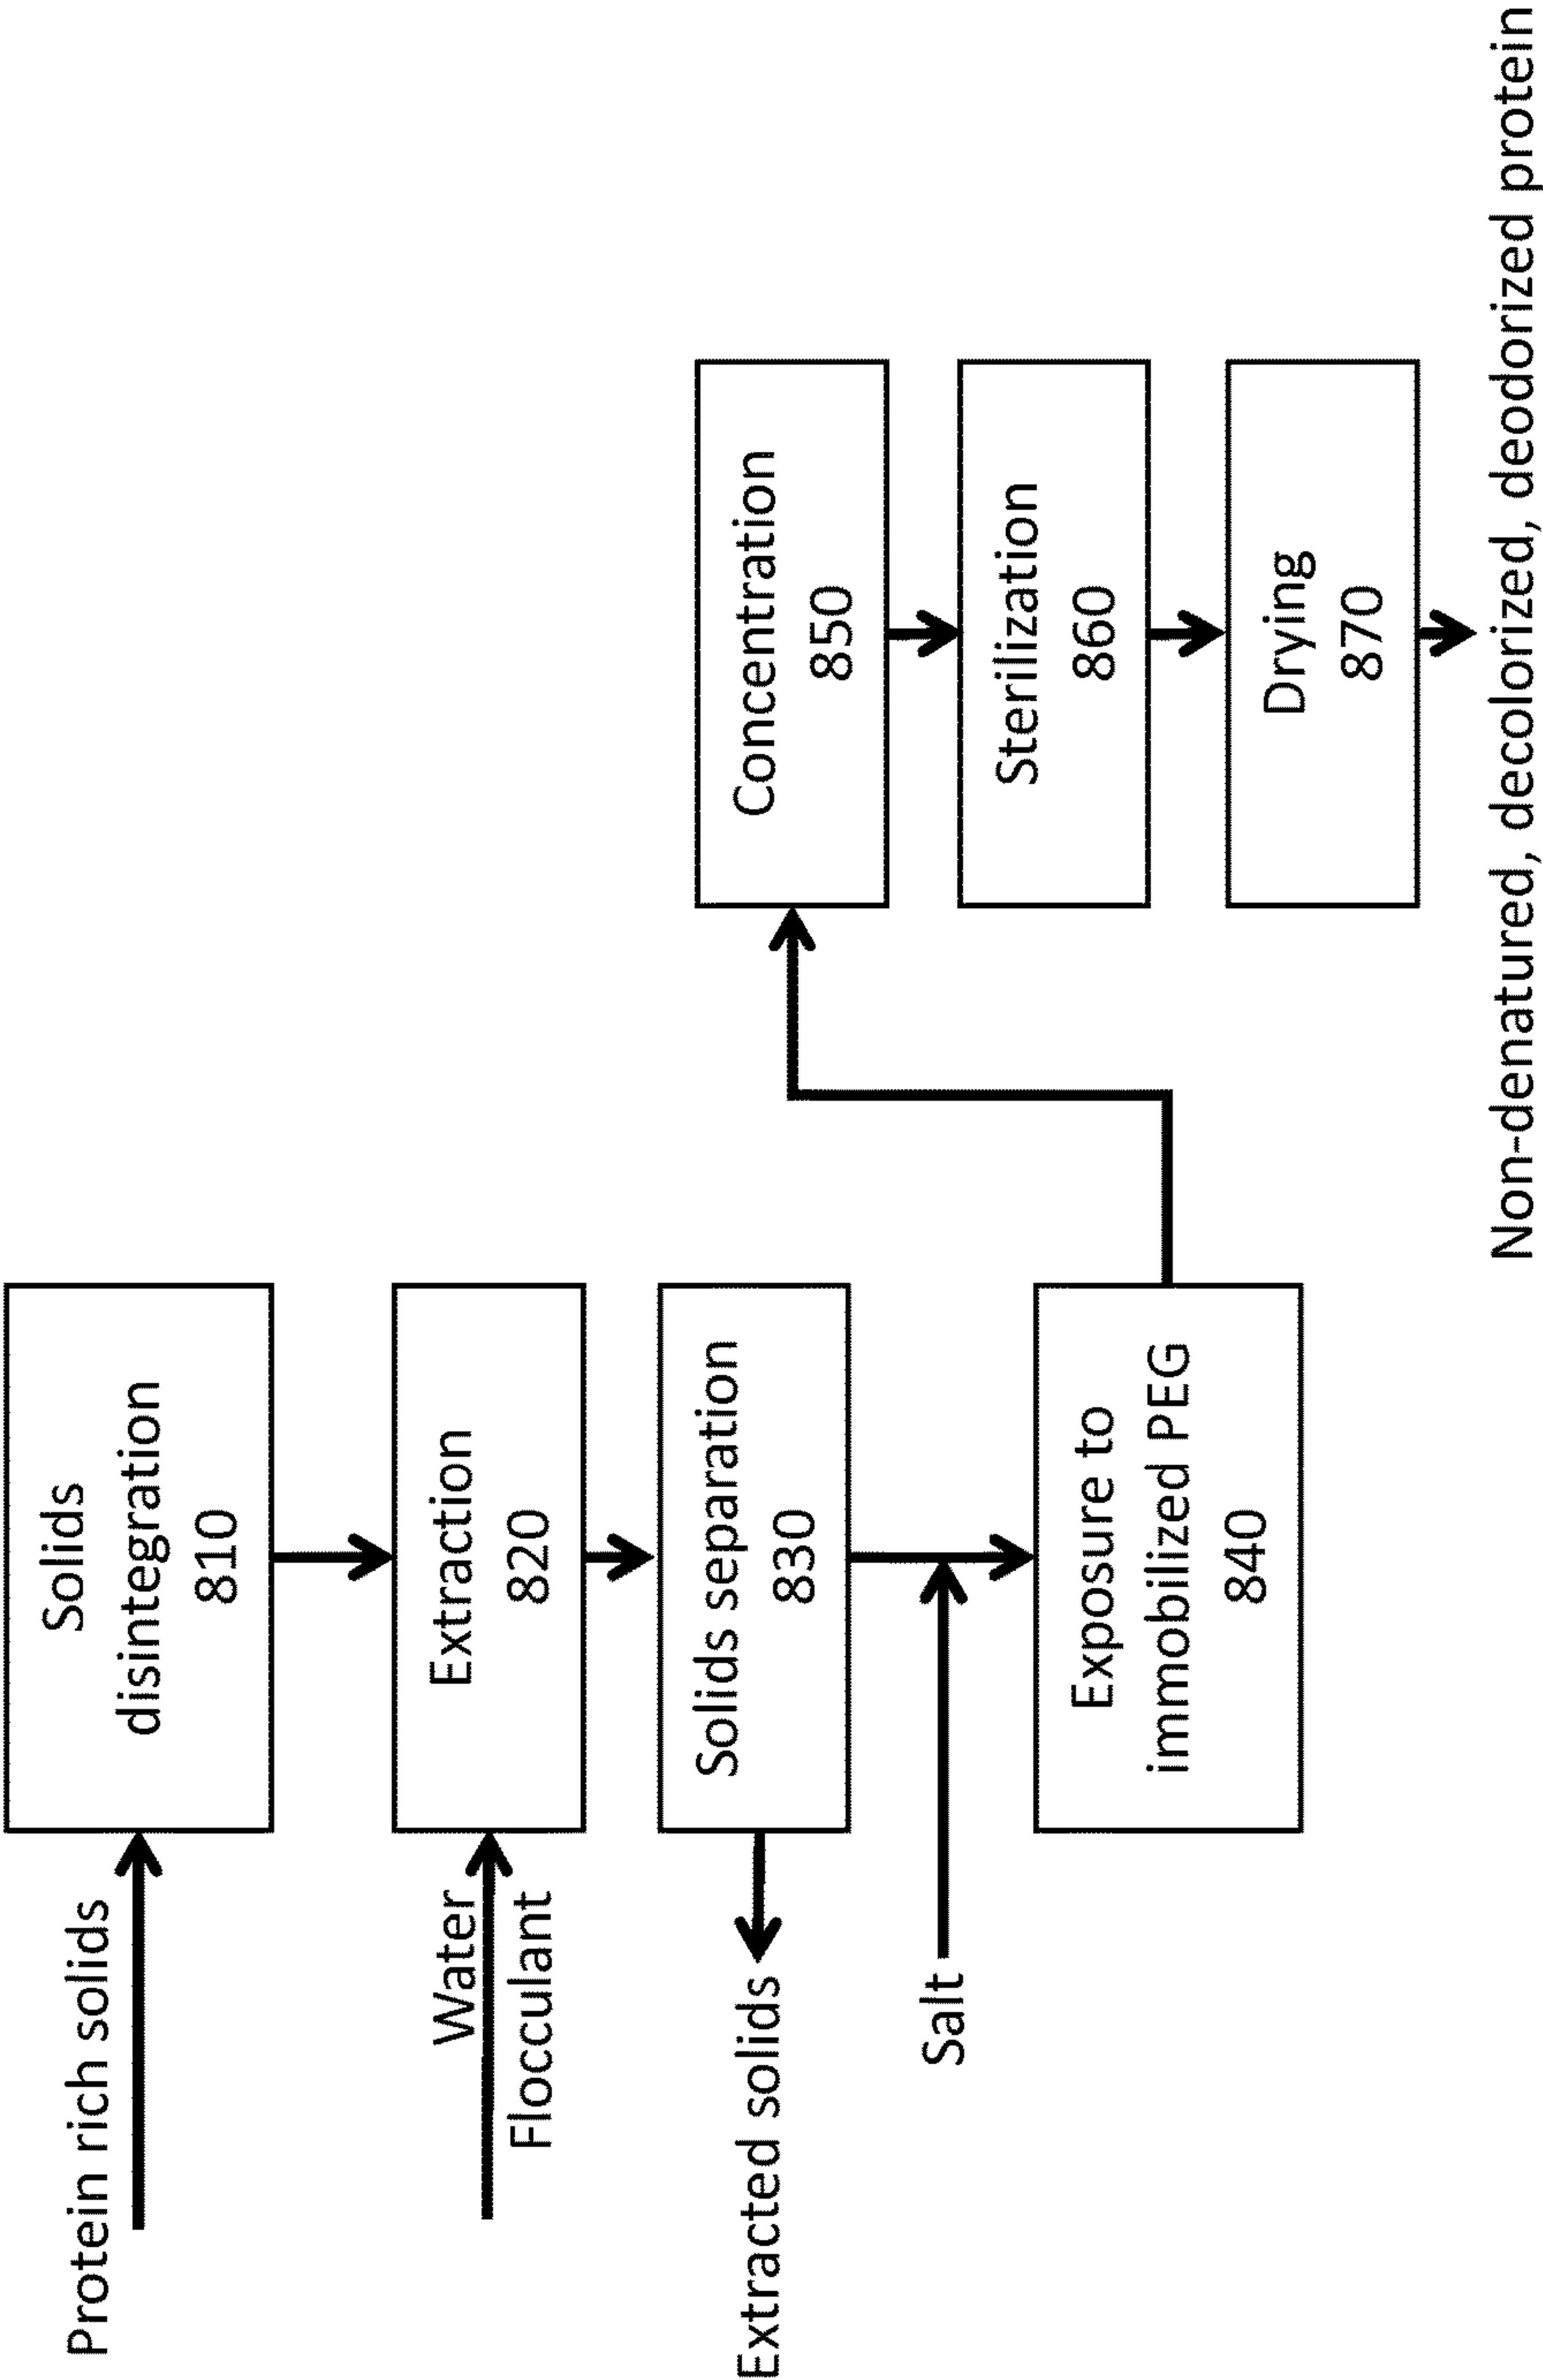 Protein rich solids
Solids
disintegration
810
Water
Flocculant
Extraction
820
Extracted solids
Solids separation
830
Salt
Exposure to
immobilized PEG
840
Concentration
850
Sterilization
860
Drying
870
Non-denatured, decolorized, deodorized protein